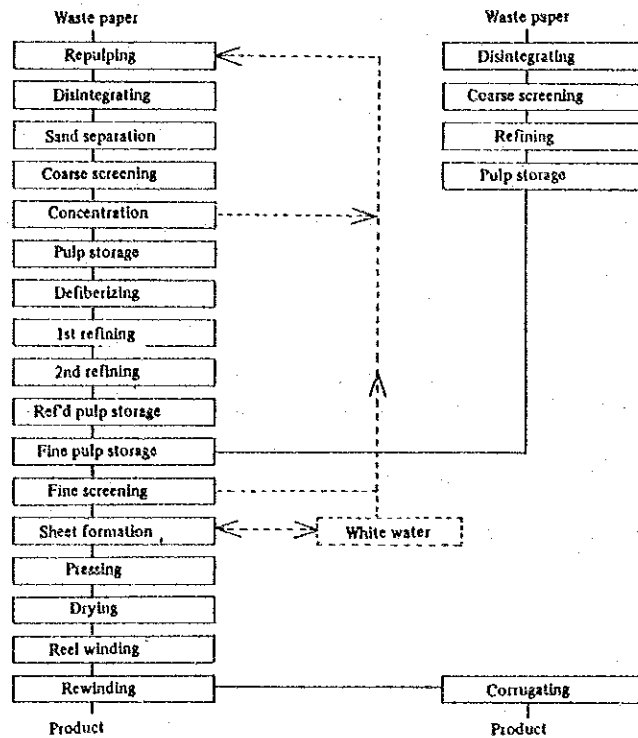 Waste paper
Repulping
Disintegrating
Sand separation
Coarse screening
Concentration
Pulp storage
Defiberizing
1st refining
2nd refining
Ref'd pulp storage
Fine pulp storage
Fine screening
Sheet formation
Pressing
Drying
Reel winding
Rewinding
Product
White water
Waste paper
Disintegrating
Coarse screening
Refining
Pulp storage
Corrugating
Product